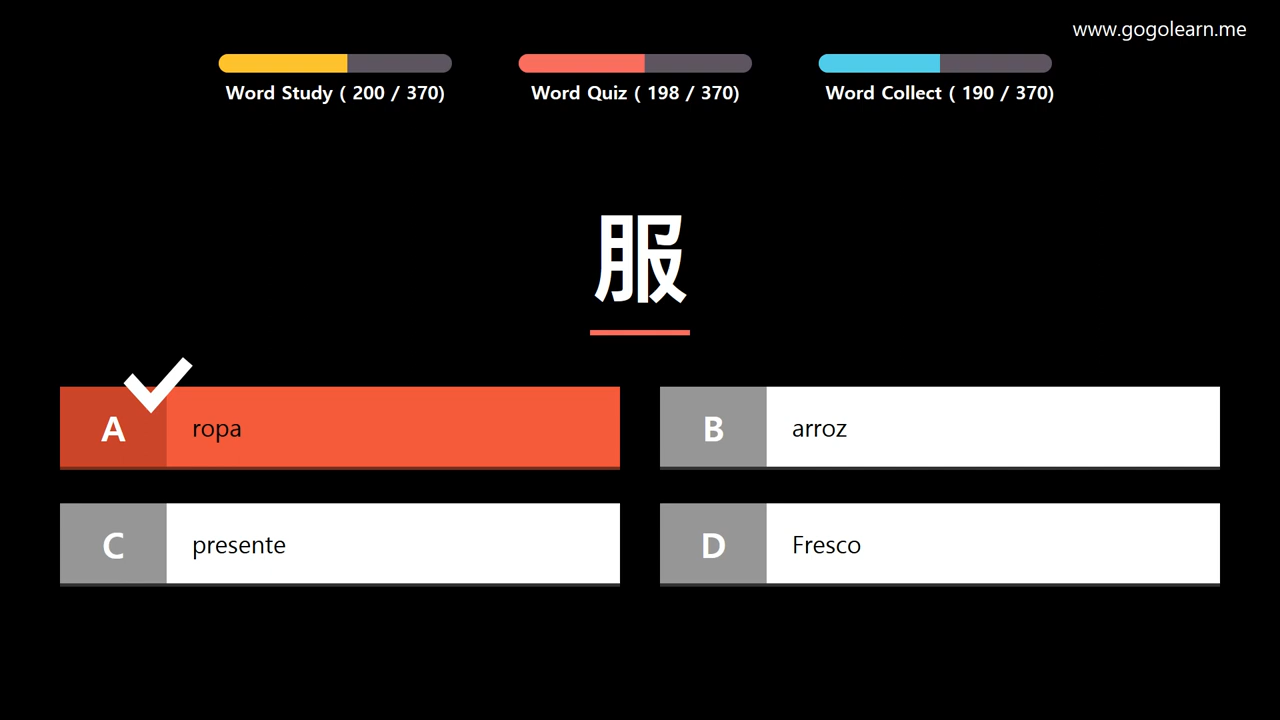 www.gogolearn.me
Word Study ( 200 / 370)
Word Quiz ( 198 / 370)
Word Collect ( 190 / 370)
服
A ropa
B arroz
C presente
D Fresco